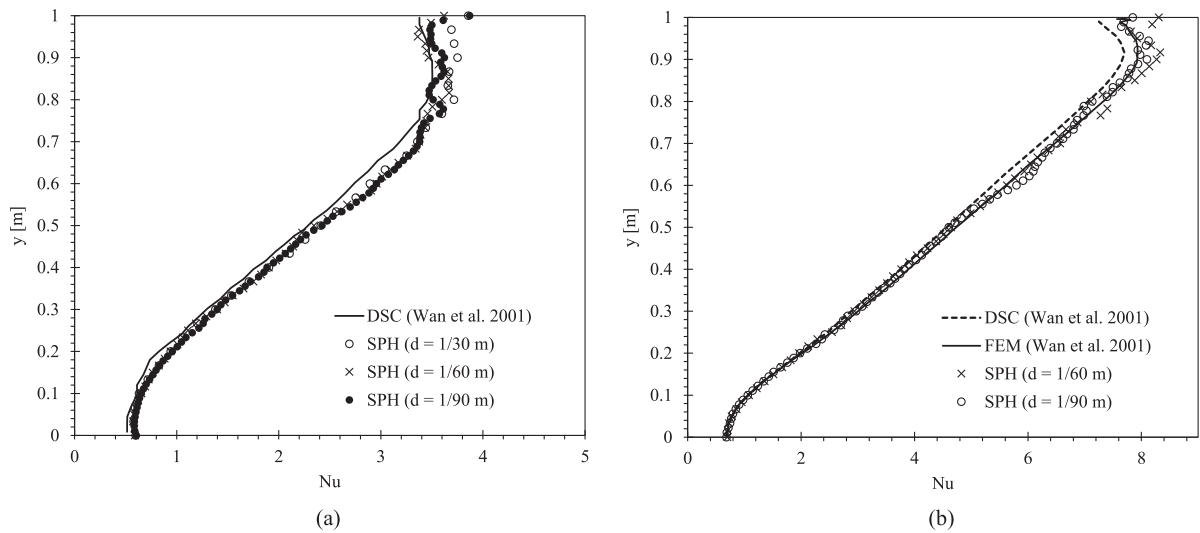 1
0.9
0.8
0.7
0.6
0.5
0.4
0.3
0.2
0.1
0
y [m]
0 1 2 3 4 5
Nu
DSC (Wan et al. 2001)
SPH (d = 1/30 m)
SPH (d = 1/60 m)
SPH (d = 1/90 m)
(a)
1
0.9
0.8
0.7
0.6
0.5
0.4
0.3
0.2
0.1
0
y [m]
0 2 4 6 8
Nu
DSC (Wan et al. 2001)
FEM (Wan et al. 2001)
SPH (d = 1/60 m)
SPH (d = 1/90 m)
(b)